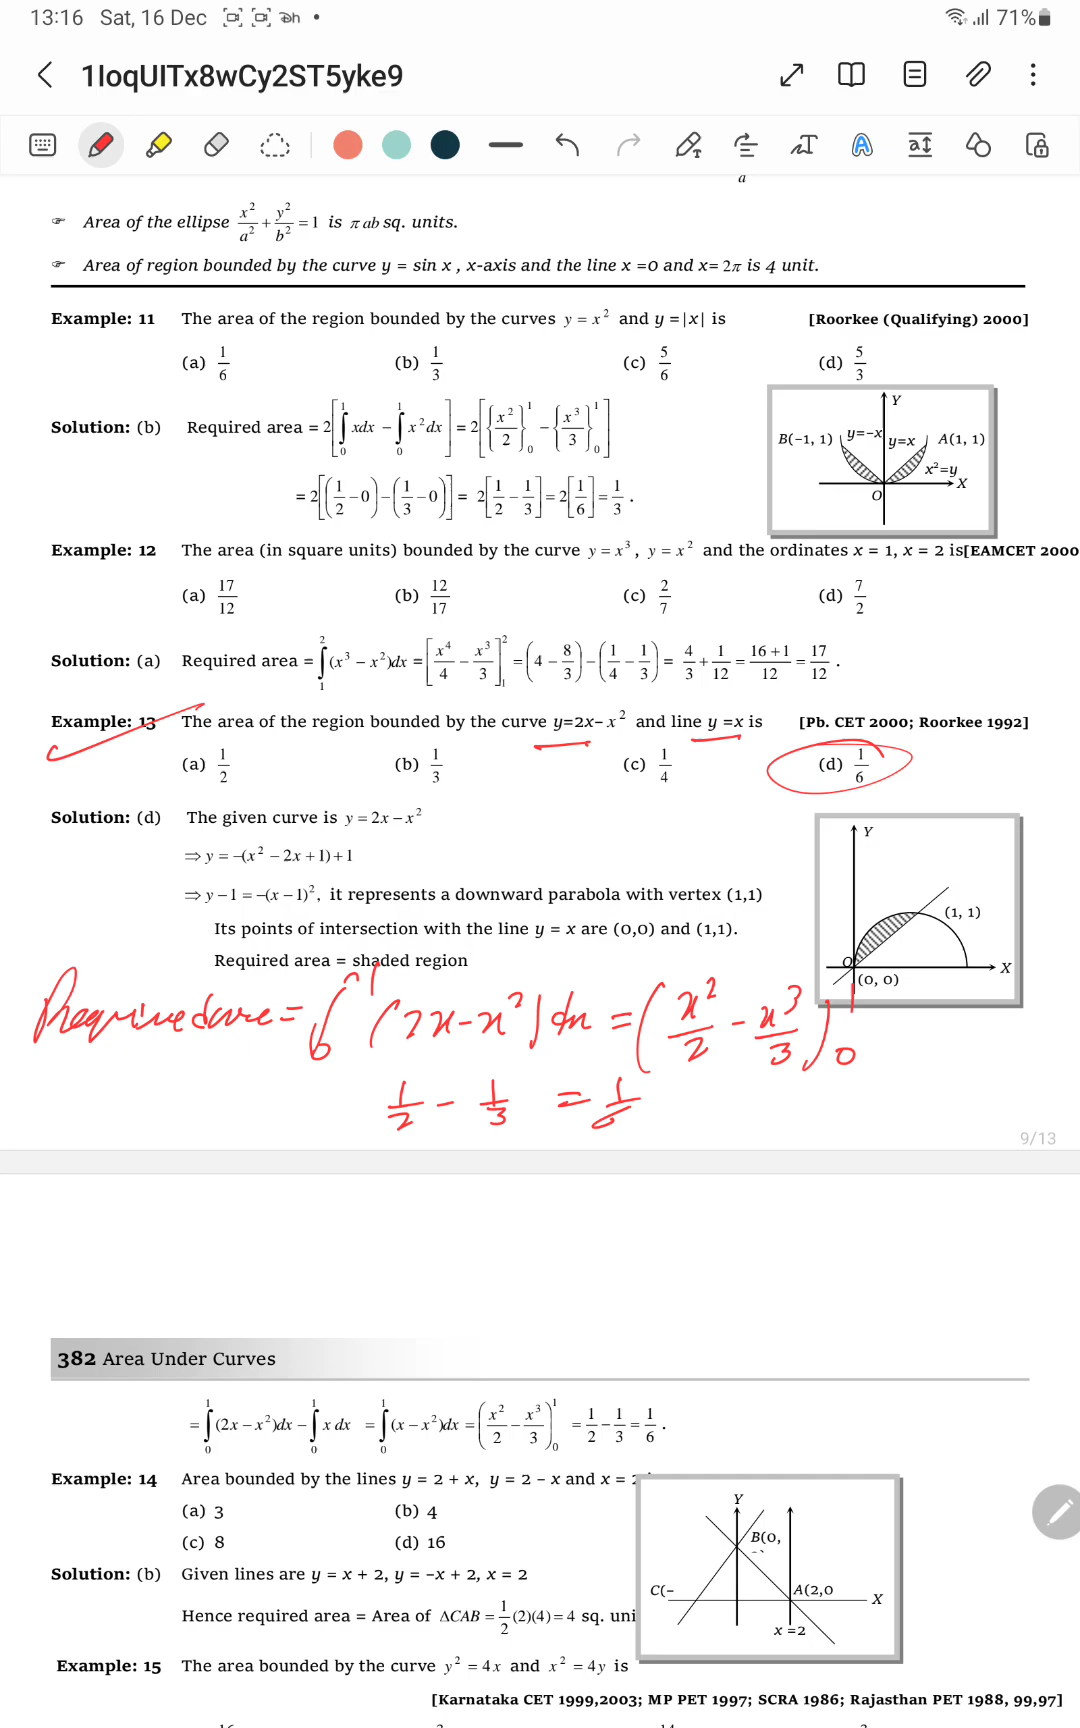 13:16 Sat, 16 Dec
71%
1IoqUITx8wCy2ST5yke9
a
☞ Area of the ellipse x²/a² + y²/b² = 1 is π ab sq. units.
☞ Area of region bounded by the curve y = sin x , x-axis and the line x =0 and x= 2π is 4 unit.
Example: 11 The area of the region bounded by the curves y = x² and y =|x| is [Roorkee (Qualifying) 2000]
(a) 1/6 (b) 1/3 (c) 5/6 (d) 5/3
Solution: (b) Required area = 2[∫₀¹ xdx − ∫₀¹ x²dx] = 2[{x²/2}₀¹ − {x³/3}₀¹]
= 2[(1/2 − 0) − (1/3 − 0)] = 2[1/2 − 1/3] = 2[1/6] = 1/3 .
Y
B(−1, 1) y=−x y=x A(1, 1)
x²=y
X
O
Example: 12 The area (in square units) bounded by the curve y = x³ , y = x² and the ordinates x = 1, x = 2 is[EAMCET 2000
(a) 17/12 (b) 12/17 (c) 2/7 (d) 7/2
Solution: (a) Required area = ∫₁² (x³ − x²)dx = [x⁴/4 − x³/3]₁² = (4 − 8/3) − (1/4 − 1/3) = 4/3 + 1/12 = 16 +1/12 = 17/12 .
Example: 13 The area of the region bounded by the curve y=2x− x² and line y =x is [Pb. CET 2000; Roorkee 1992]
(a) 1/2 (b) 1/3 (c) 1/4 (d) 1/6
Solution: (d) The given curve is y = 2x − x²
⇒ y = −(x² − 2x + 1) + 1
⇒ y − 1 = −(x − 1)², it represents a downward parabola with vertex (1,1)
Its points of intersection with the line y = x are (0,0) and (1,1).
Required area = shaded region
Y
(1, 1)
O
X
(0, 0)
= ∫₀¹ (2x-x²)dx = (x²/2 - x³/3)₀¹
1/2 - 1/3 = 1/6
9/13
382 Area Under Curves
= ∫₀¹ (2x − x²)dx − ∫₀¹ x dx = ∫₀¹ (x − x²)dx = (x²/2 − x³/3)₀¹ = 1/2 − 1/3 = 1/6 .
Example: 14 Area bounded by the lines y = 2 + x, y = 2 − x and x =
(a) 3 (b) 4
(c) 8 (d) 16
Solution: (b) Given lines are y = x + 2, y = −x + 2, x = 2
Hence required area = Area of ΔCAB = 1/2 (2)(4) = 4 sq. uni
Y
B(0,
C(−
A(2,0
X
x =2
Example: 15 The area bounded by the curve y² = 4x and x² = 4y is
[Karnataka CET 1999,2003; MP PET 1997; SCRA 1986; Rajasthan PET 1988, 99,97]